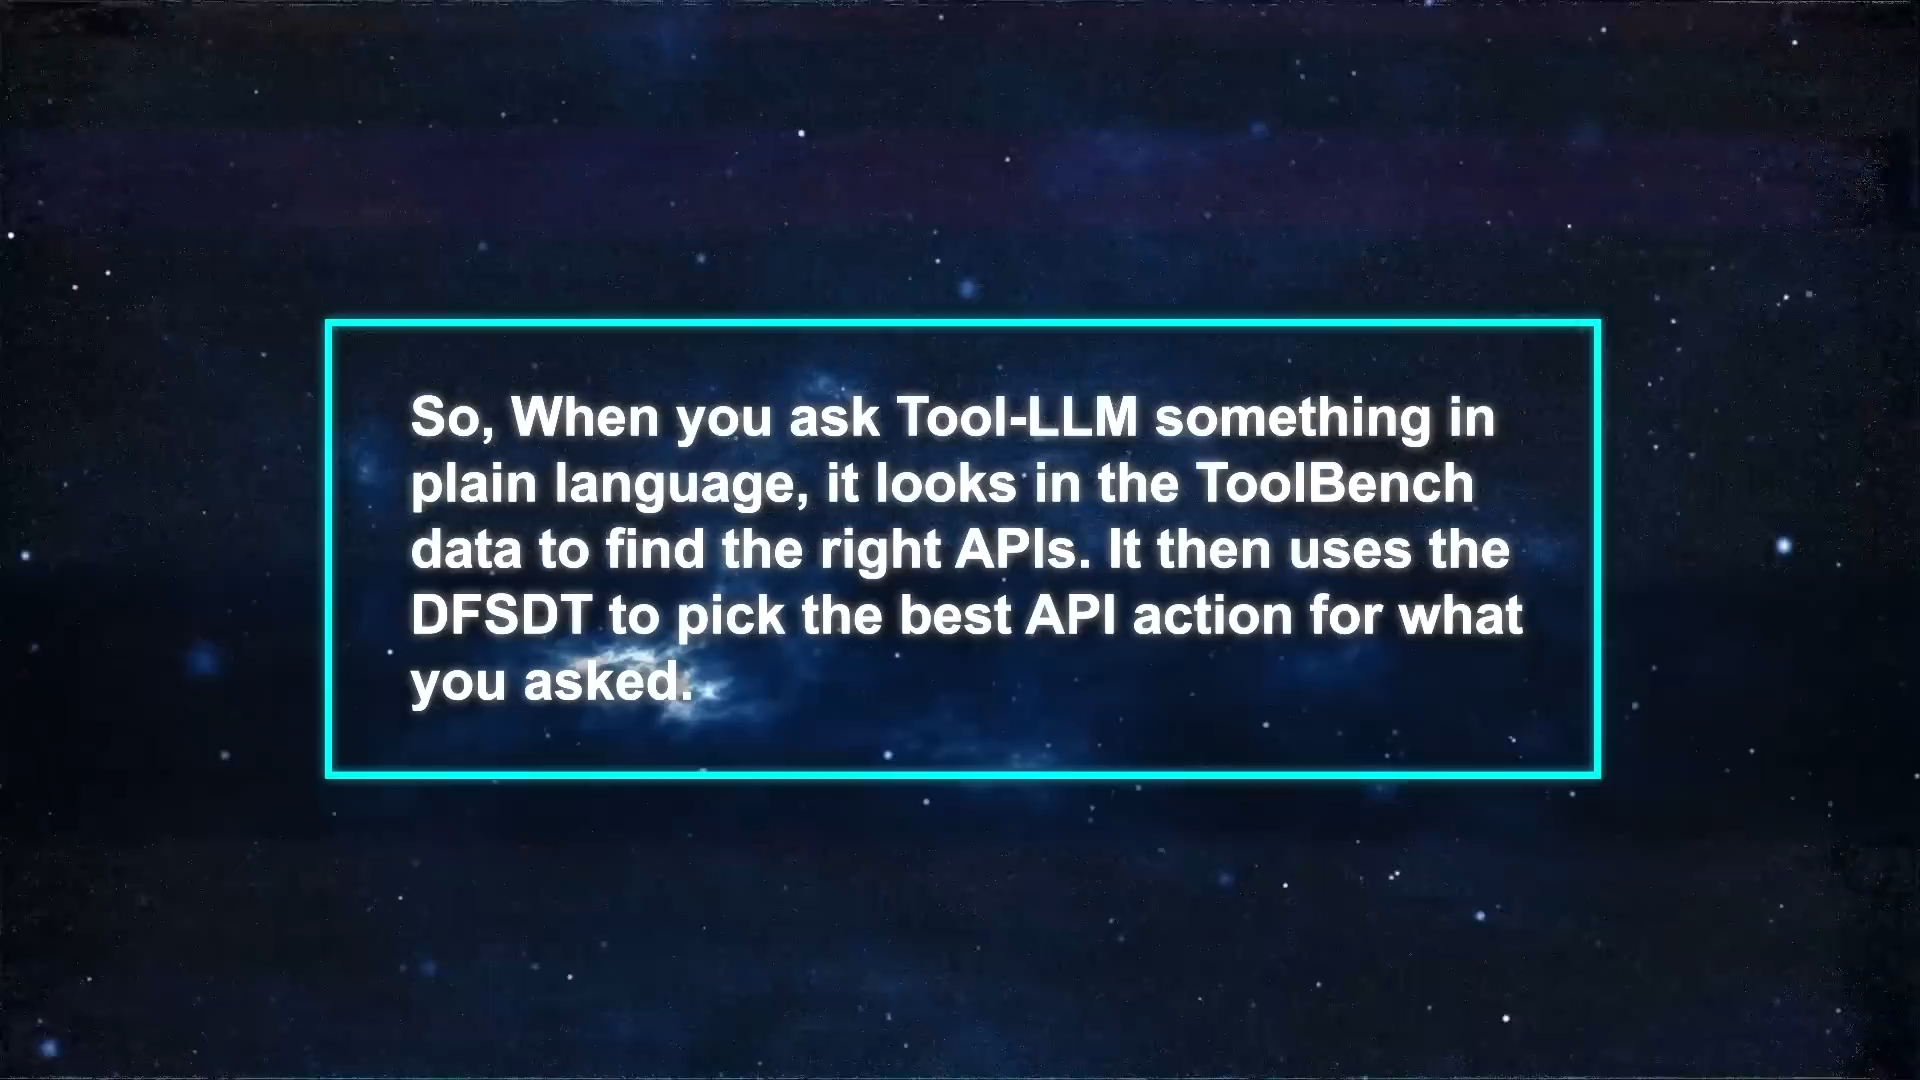 So, When you ask Tool-LLM something in
plain language, it looks in the ToolBench
data to find the right APIs. It then uses the
DFSDT to pick the best API action for what
you asked.